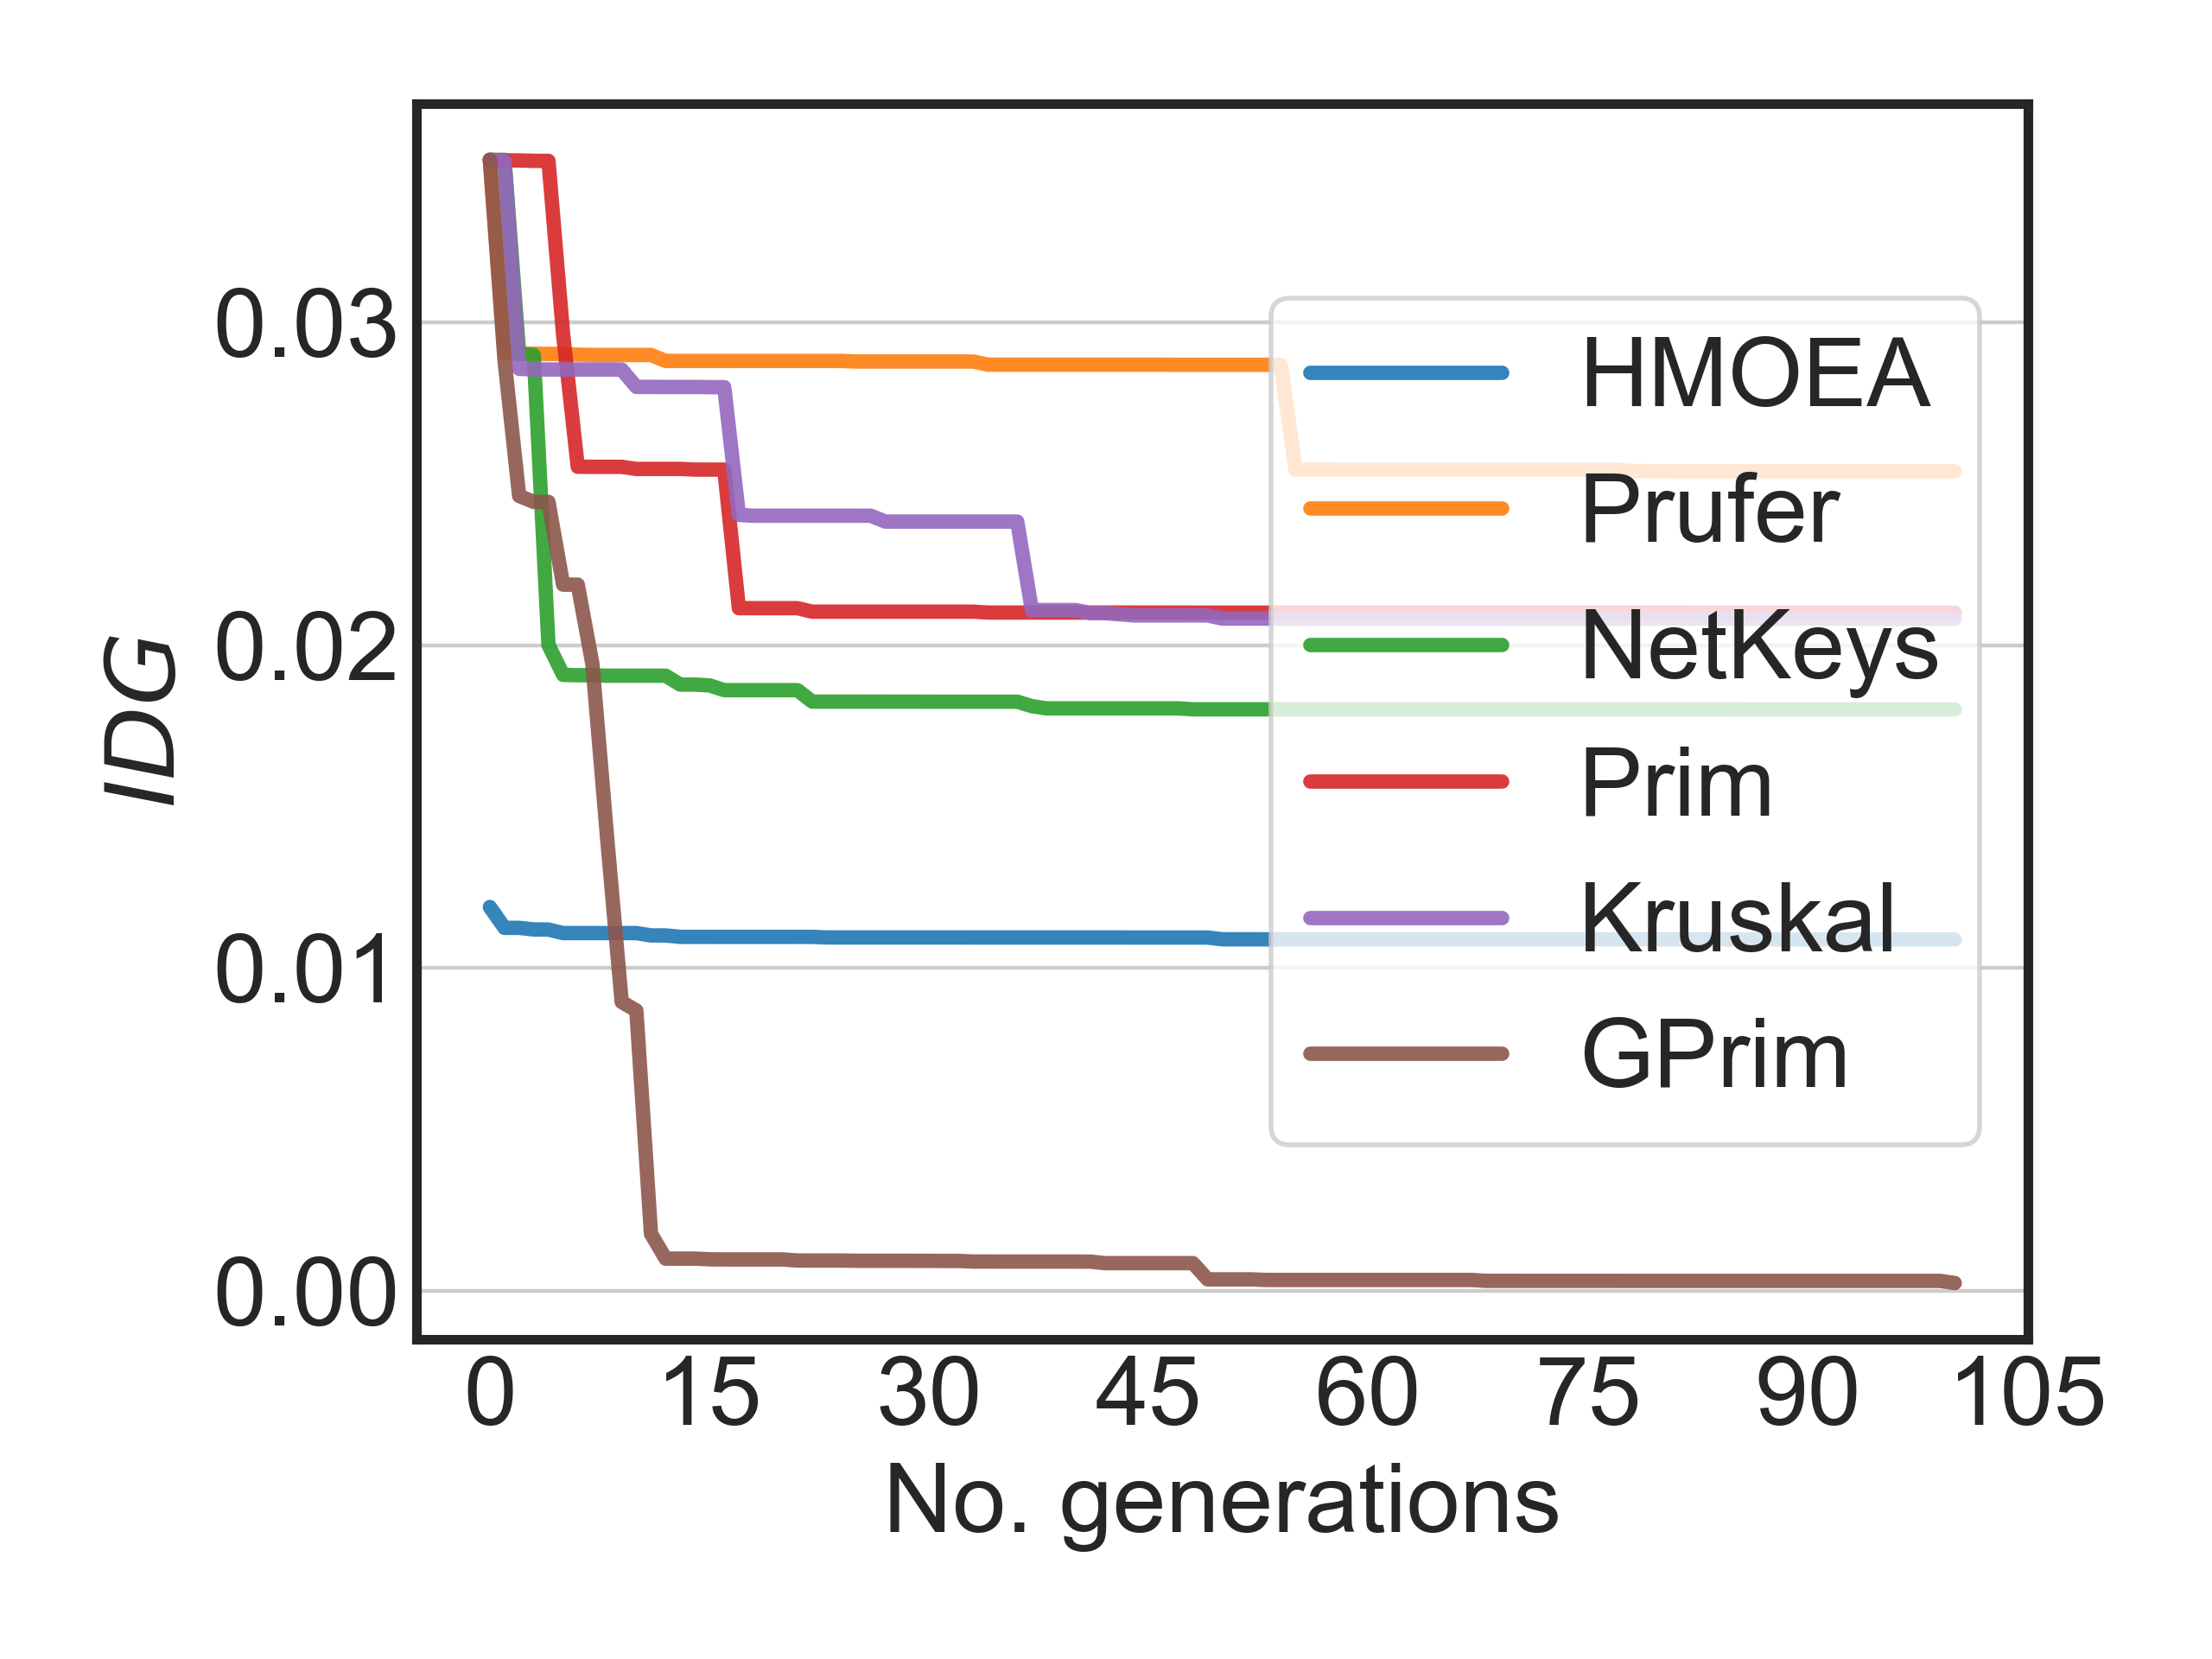 0.03
0.02
0.01
0.00
IDG
0 15 30 45 60 75 90 105
No. generations
HMOEA
Prufer
NetKeys
Prim
Kruskal
GPrim